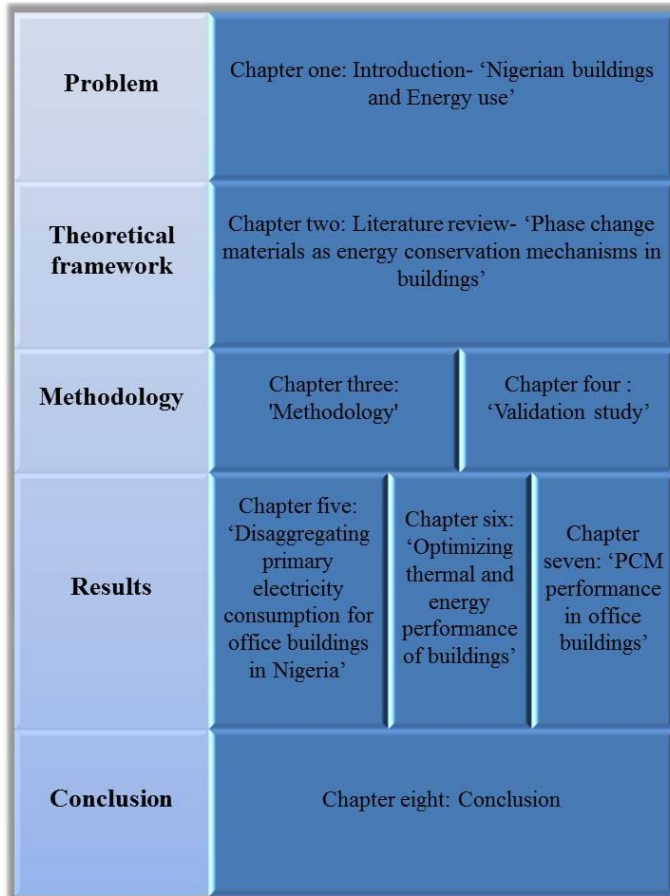 Problem
Chapter one: Introduction- ‘Nigerian buildings
and Energy use’
Theoretical
framework
Chapter two: Literature review- ‘Phase change
materials as energy conservation mechanisms in
buildings’
Methodology
Chapter three:
'Methodology'
Chapter four :
‘Validation study’
Results
Chapter five:
‘Disaggregating
primary
electricity
consumption for
office buildings
in Nigeria’
Chapter six:
‘Optimizing
thermal and
energy
performance
of buildings’
Chapter
seven: ‘PCM
performance
in office
buildings’
Conclusion
Chapter eight: Conclusion